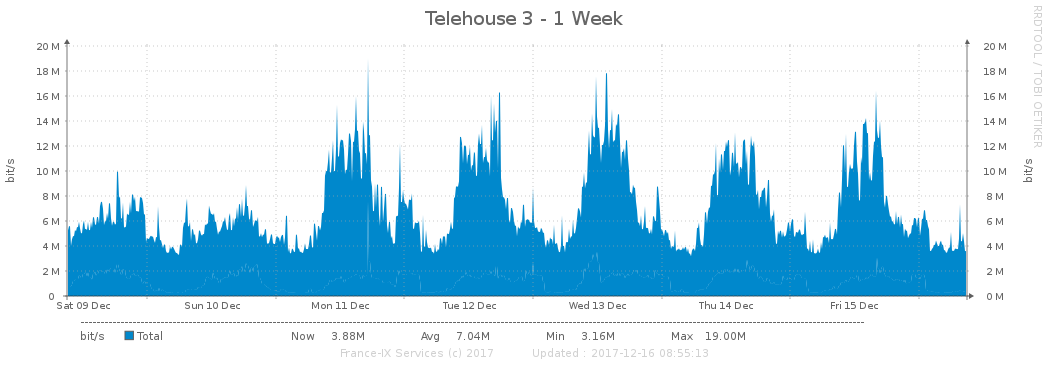 Telehouse 3 - 1 Week
RRDTOOL / TOBI OETIKER
20 M 20 M
18 M 18 M
16 M 16 M
14 M 14 M
12 M 12 M
10 M 10 M
8 M 8 M
6 M 6 M
4 M 4 M
2 M 2 M
0 0 M
bit/s bit/s
Sat 09 Dec Sun 10 Dec Mon 11 Dec Tue 12 Dec Wed 13 Dec Thu 14 Dec Fri 15 Dec
bit/s Total Now 3.88M Avg 7.04M Min 3.16M Max 19.00M
France-IX Services (c) 2017 Updated : 2017-12-16 08:55:13